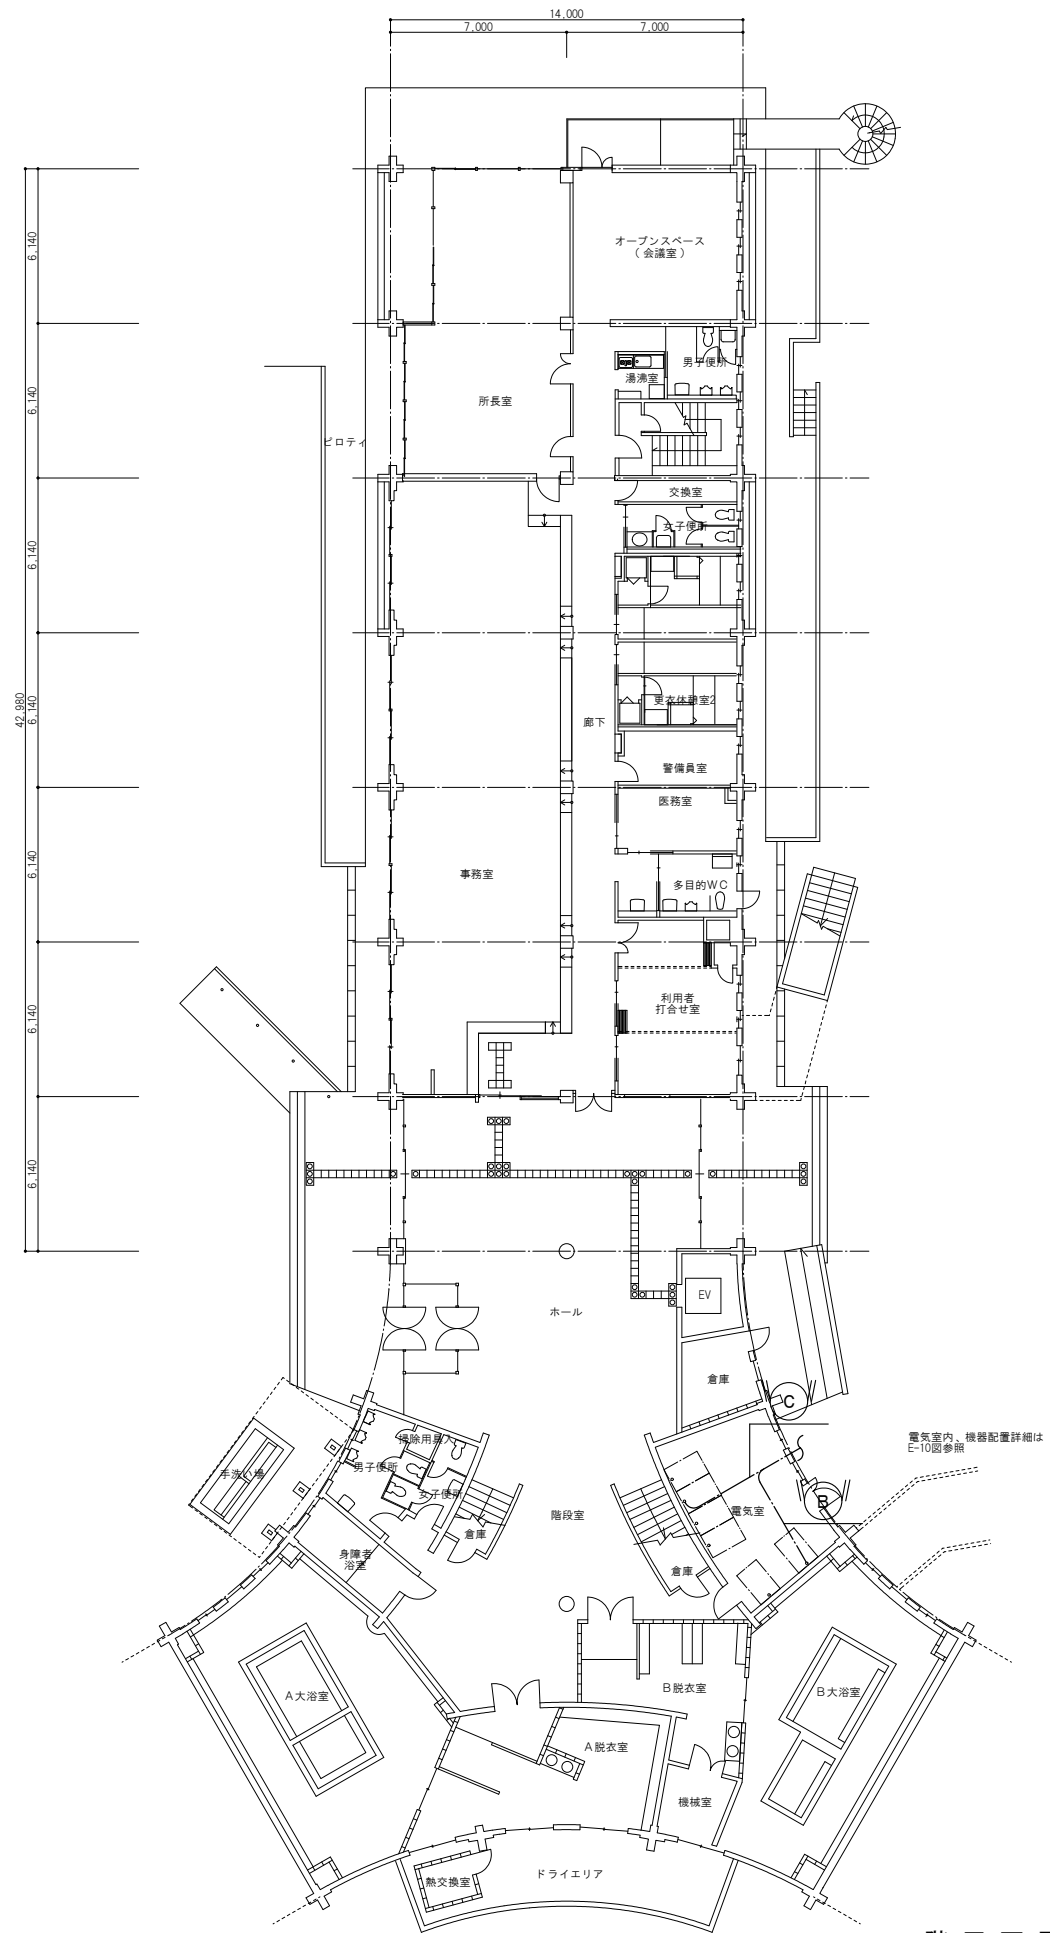 14,000
7,000
7,000
6,140
オープンスペース
（会議室）
男子便所
湯沸室
6,140
所長室
ピロティ
交換室
女子便所
6,140
42,980
6,140
更衣休憩室2
廊下
警備員室
医務室
6,140
事務室
多目的WC
利用者
打合せ室
6,140
6,140
EV
ホール
倉庫
C
電気室内、機器配置詳細は
E-10図参照
掃除用具入
男子便所
手洗い場
女子便所
B
電気室
階段室
倉庫
身障者
浴室
倉庫
B脱衣室
A大浴室
B大浴室
A脱衣室
機械室
ドライエリア
熱交換室